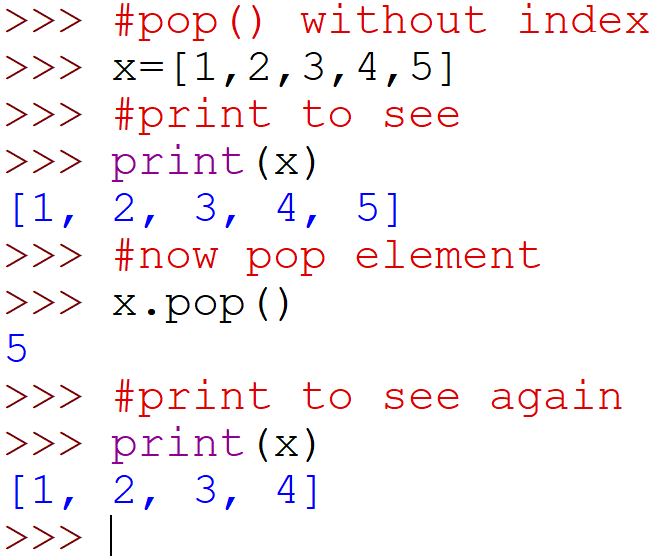 >>> #pop() without index
>>> x=[1,2,3,4,5]
>>> #print to see
>>> print(x)
[1, 2, 3, 4, 5]
>>> #now pop element
>>> x.pop()
5
>>> #print to see again
>>> print(x)
[1, 2, 3, 4]
>>>